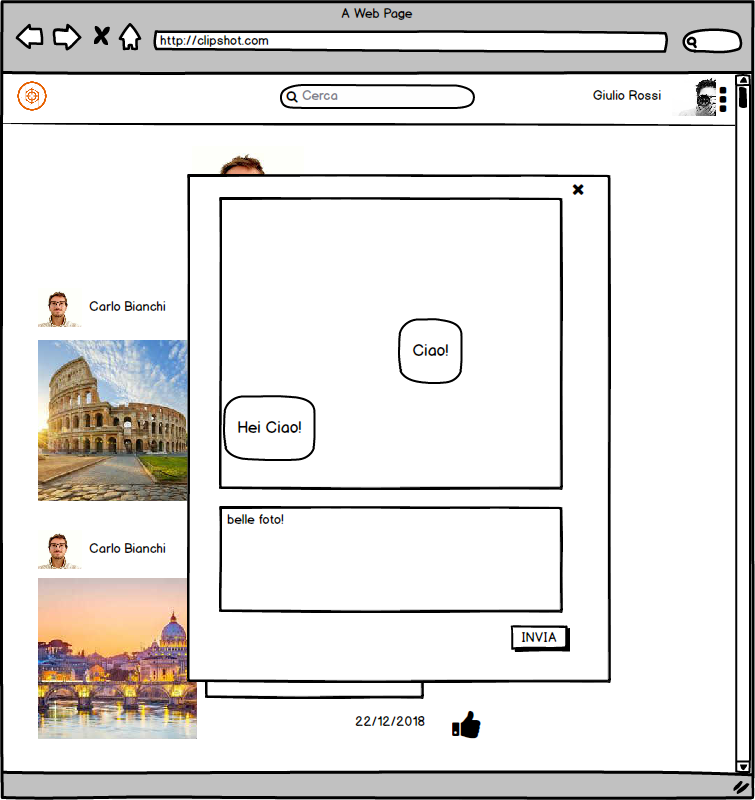 A Web Page
http://clipshot.com
Cerca
Giulio Rossi
Carlo Bianchi
Ciao!
Hei Ciao!
belle foto!
Carlo Bianchi
INVIA
22/12/2018